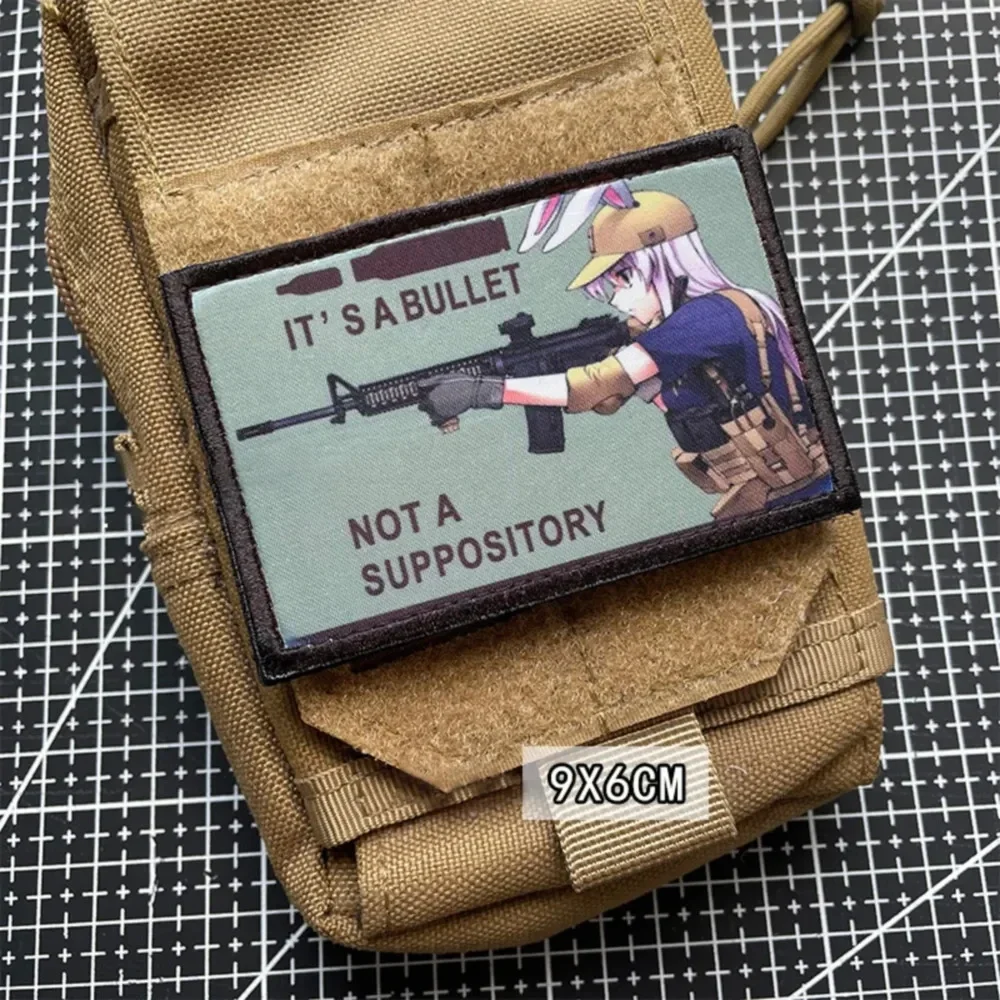 IT'S A BULLET
NOT A
SUPPOSITORY
9X6CM